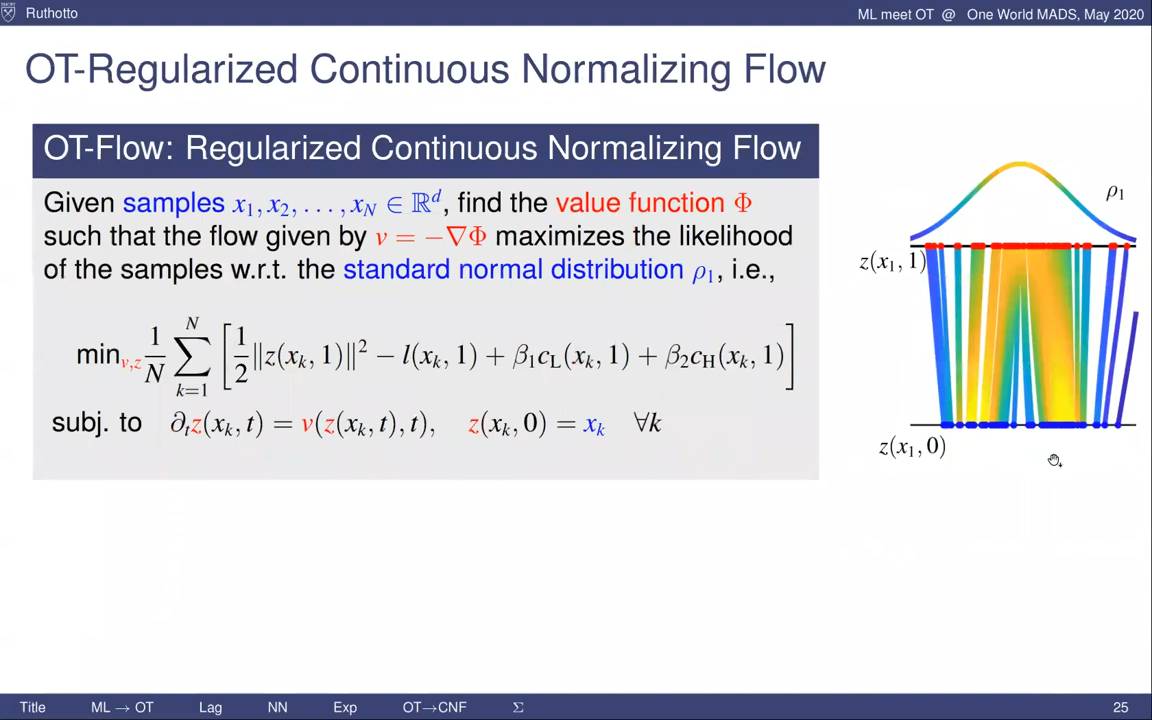 Ruthotto
ML meet OT @ One World MADS, May 2020
OT-Regularized Continuous Normalizing Flow
OT-Flow: Regularized Continuous Normalizing Flow
Given samples x₁, x₂, . . . , x_N ∈ ℝᵈ, find the value function Φ
such that the flow given by v = −∇Φ maximizes the likelihood
of the samples w.r.t. the standard normal distribution ρ₁, i.e.,
min_{v,z} \frac{1}{N} \sum_{k=1}^{N} [ \frac{1}{2} ‖z(x_k, 1)‖² − l(x_k, 1) + β₁c_L(x_k, 1) + β₂c_H(x_k, 1) ]
subj. to ∂_t z(x_k, t) = v(z(x_k, t), t), z(x_k, 0) = x_k ∀k
ρ₁
z(x₁, 1)
z(x₁, 0)
Title ML → OT Lag NN Exp OT→CNF Σ 25